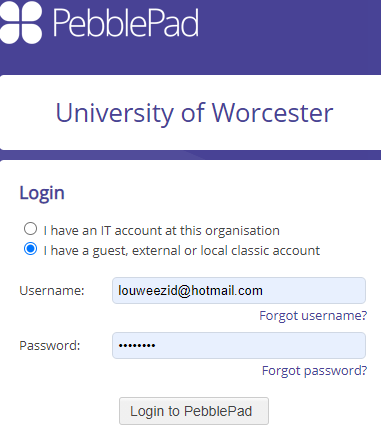 PebblePad
University of Worcester
Login
I have an IT account at this organisation
I have a guest, external or local classic account
Username: louweezid@hotmail.com
Forgot username?
Password: ••••••••
Forgot password?
Login to PebblePad